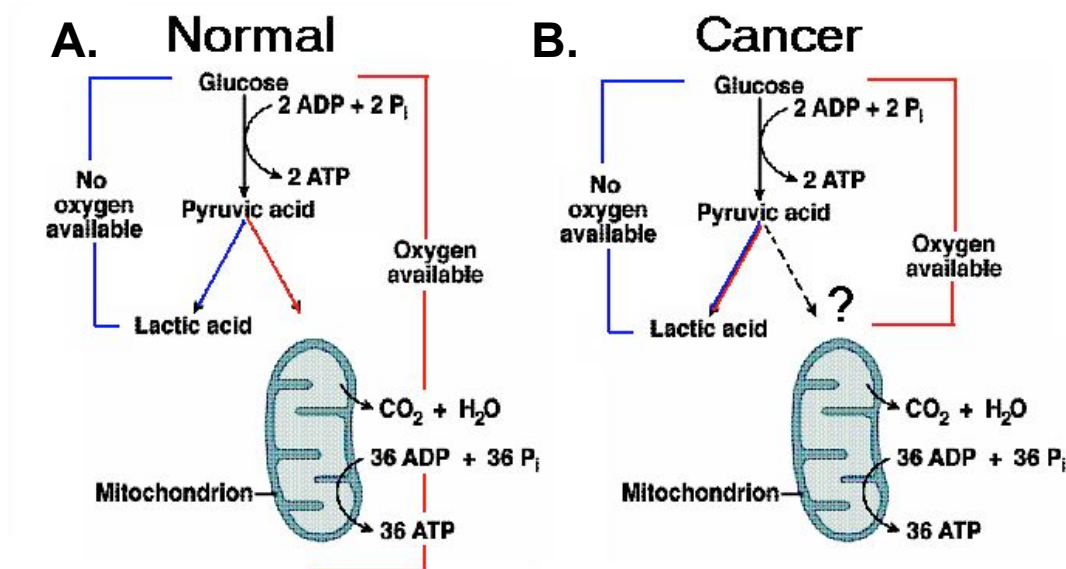 A. Normal
Glucose
2 ADP + 2 Pi
2 ATP
No
oxygen
available
Pyruvic acid
Oxygen
available
Lactic acid
CO2 + H2O
36 ADP + 36 Pi
Mitochondrion
36 ATP
B. Cancer
Glucose
2 ADP + 2 Pi
2 ATP
No
oxygen
available
Pyruvic acid
Oxygen
available
?
Lactic acid
CO2 + H2O
36 ADP + 36 Pi
Mitochondrion
36 ATP